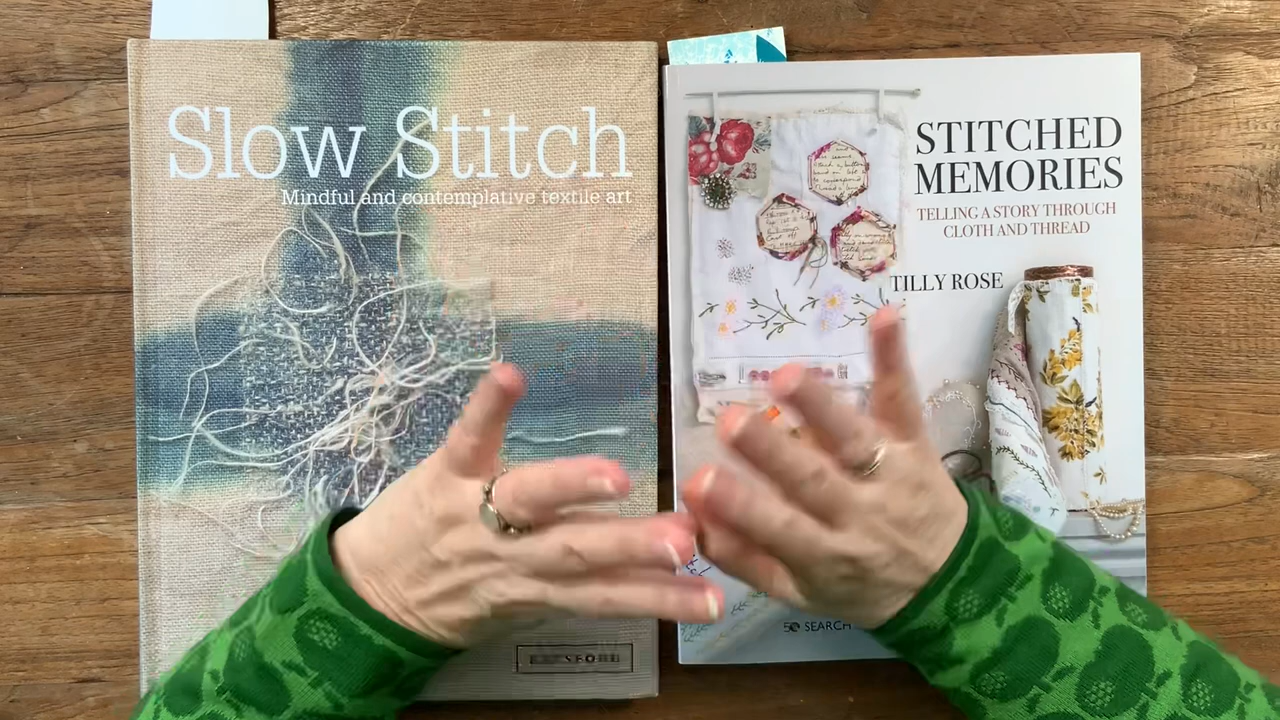 Slow Stitch
Mindful and contemplative textile art
STITCHED
MEMORIES
TELLING A STORY THROUGH
CLOTH AND THREAD
TILLY ROSE
SEARCH